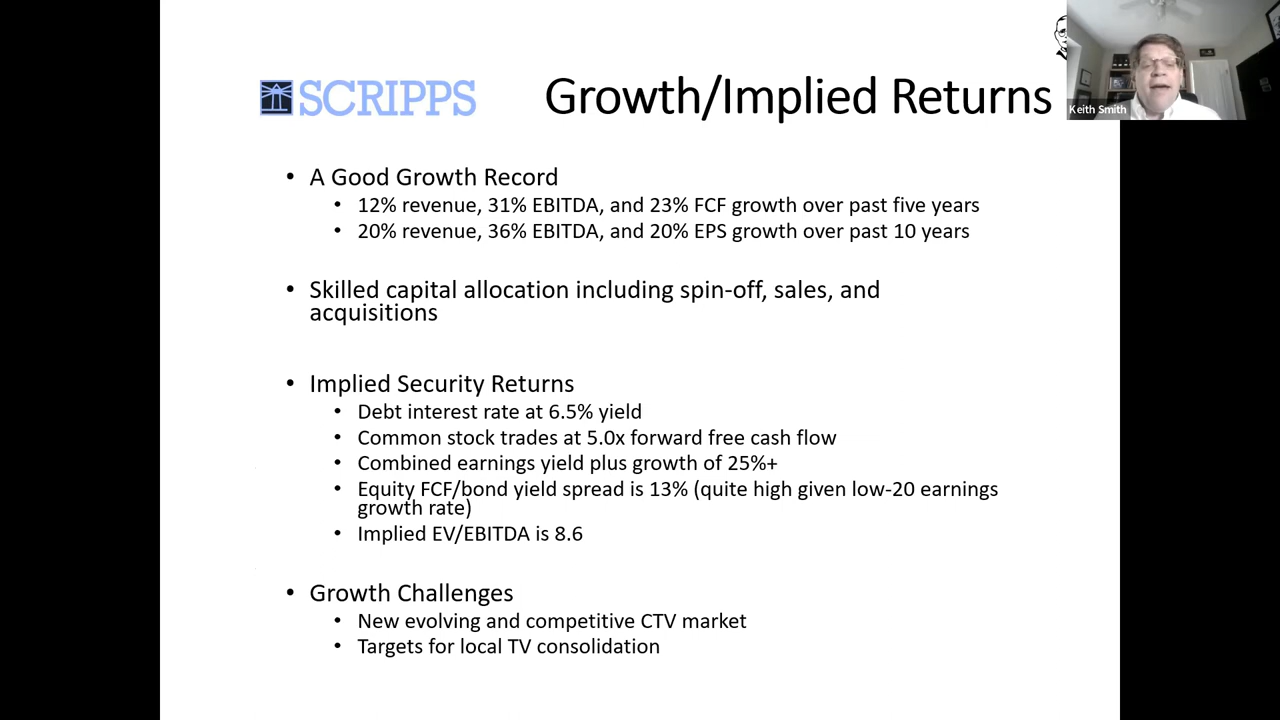 SCRIPPS
Growth/Implied Returns
Keith Smith
• A Good Growth Record
• 12% revenue, 31% EBITDA, and 23% FCF growth over past five years
• 20% revenue, 36% EBITDA, and 20% EPS growth over past 10 years
• Skilled capital allocation including spin-off, sales, and
acquisitions
• Implied Security Returns
• Debt interest rate at 6.5% yield
• Common stock trades at 5.0x forward free cash flow
• Combined earnings yield plus growth of 25%+
• Equity FCF/bond yield spread is 13% (quite high given low-20 earnings
growth rate)
• Implied EV/EBITDA is 8.6
• Growth Challenges
• New evolving and competitive CTV market
• Targets for local TV consolidation